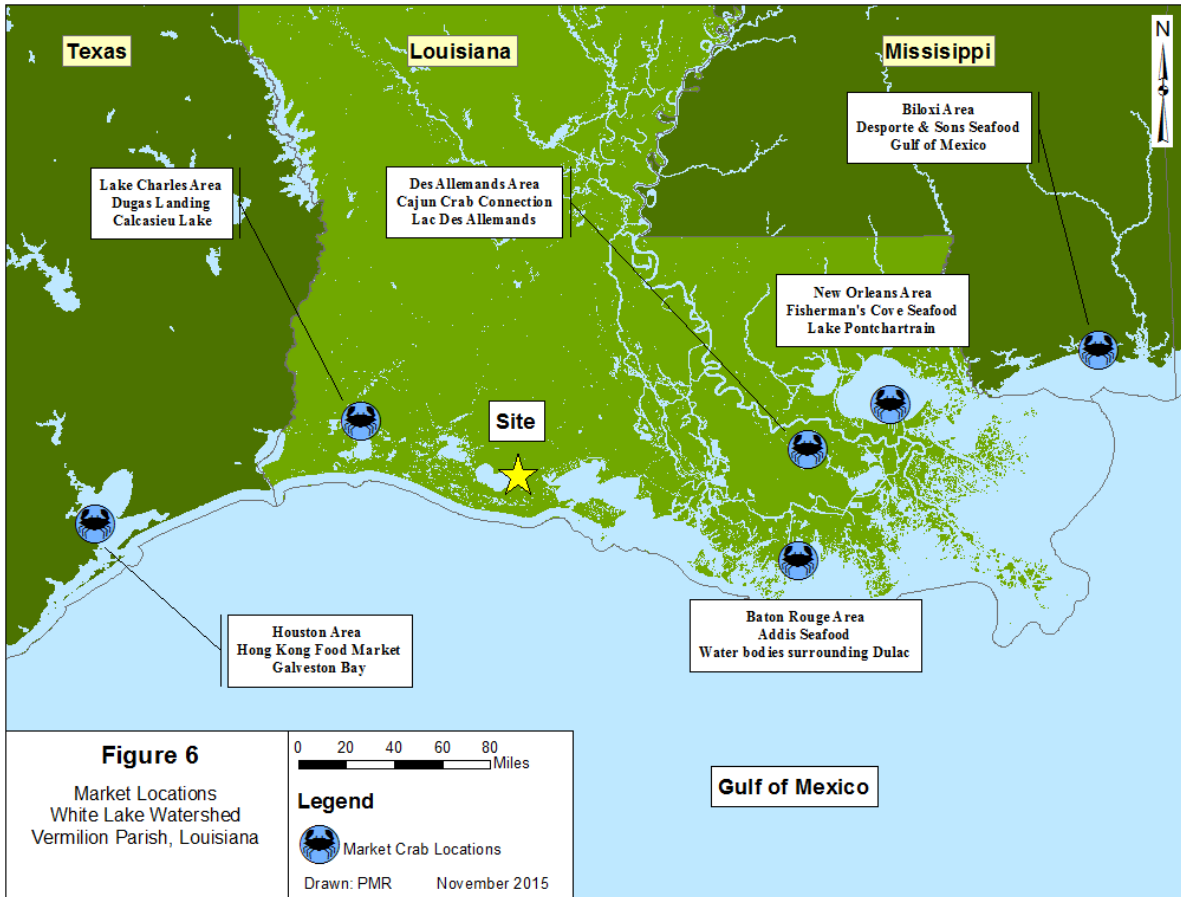 Texas
Louisiana
Missisippi
N
Biloxi Area
Desporte & Sons Seafood
Gulf of Mexico
Lake Charles Area
Dugas Landing
Calcasieu Lake
Des Allemands Area
Cajun Crab Connection
Lac Des Allemands
New Orleans Area
Fisherman's Cove Seafood
Lake Pontchartrain
Site
Houston Area
Hong Kong Food Market
Galveston Bay
Baton Rouge Area
Addis Seafood
Water bodies surrounding Dulac
Gulf of Mexico
Figure 6
Market Locations
White Lake Watershed
Vermilion Parish, Louisiana
0 20 40 60 80
Miles
Legend
Market Crab Locations
Drawn: PMR November 2015